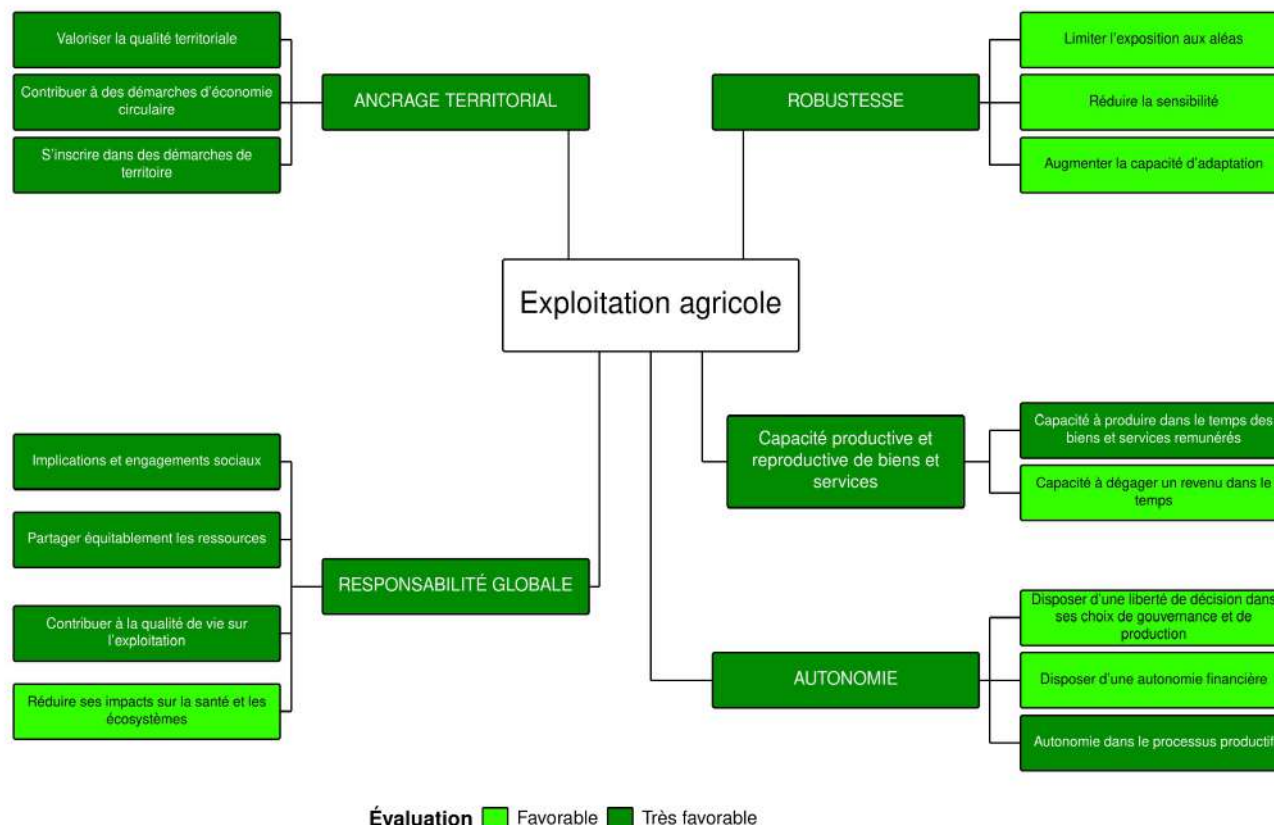 Valoriser la qualité territoriale
Contribuer à des démarches d'économie
circulaire
S'inscrire dans des démarches de
territoire
ANCRAGE TERRITORIAL
ROBUSTESSE
Limiter l'exposition aux aléas
Réduire la sensibilité
Augmenter la capacité d'adaptation
Exploitation agricole
Implications et engagements sociaux
Partager équitablement les ressources
Contribuer à la qualité de vie sur
l'exploitation
Réduire ses impacts sur la santé et les
écosystèmes
RESPONSABILITÉ GLOBALE
Capacité productive et
reproductive de biens et
services
Capacité à produire dans le temps des
biens et services remunérés
Capacité à dégager un revenu dans le
temps
AUTONOMIE
Disposer d'une liberté de décision dans
ses choix de gouvernance et de
production
Disposer d'une autonomie financière
Autonomie dans le processus productif
Évaluation Favorable Très favorable